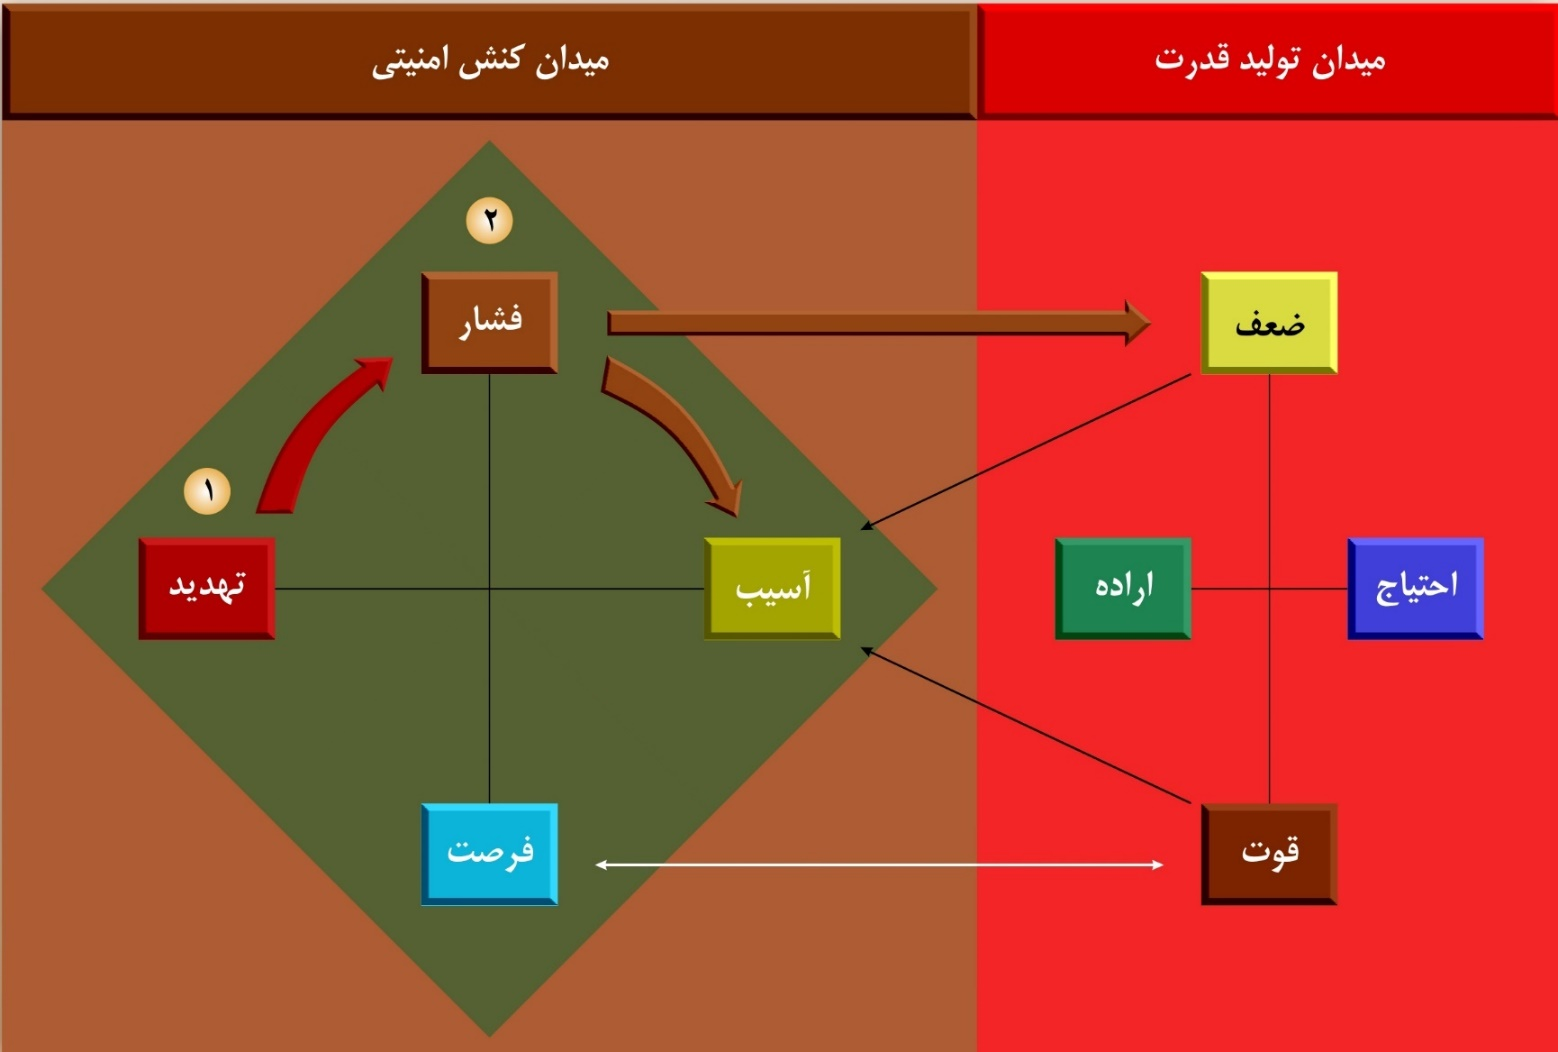 میدان تولید قدرت
میدان کنش امنیتی
۲
ضعف
فشار
۱
احتیاج
اراده
آسیب
تهدید
قوت
فرصت